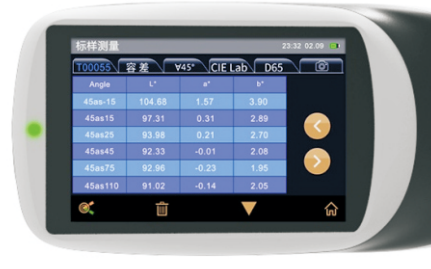 标样测量 23:32 02.09
T00055 容差 ∀45° CIE Lab D65
Angle L* a* b*
45as-15 104.68 1.57 3.90
45as15 97.31 0.31 2.89
45as25 93.98 0.21 2.70
45as45 92.33 -0.01 2.08
45as75 92.96 -0.23 1.95
45as110 91.02 -0.14 2.05